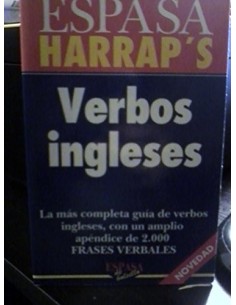 ESPASA
HARRAP'S
Verbos
ingleses
La más completa guía de verbos
ingleses, con un amplio
apéndice de 2.000
FRASES VERBALES
ESPASA
NOVEDAD